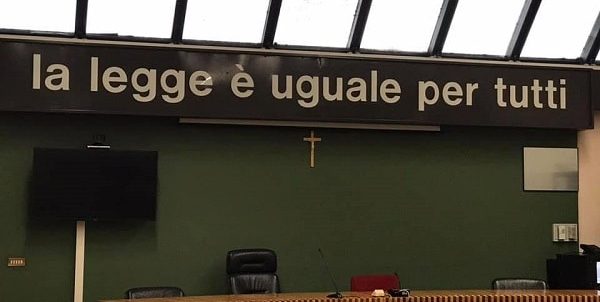 la legge è uguale per tutti